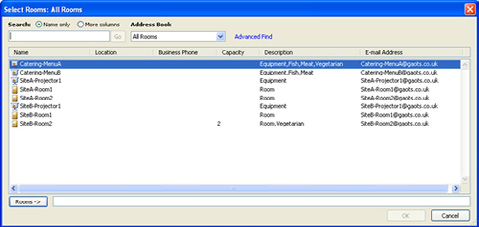 Select Rooms: All Rooms
Search: Name only More columns Address Book
Go All Rooms Advanced Find
Name Location Business Phone Capacity Description E-mail Address
Catering-MenuA Equipment,Fish,Meat,Vegetarian Catering-MenuA@gaots.co.uk
Catering-MenuB Equipment,Fish,Meat Catering-MenuB@gaots.co.uk
SiteA-Projector1 Equipment SiteA-Projector1@gaots.co.uk
SiteA-Room1 Room SiteA-Room1@gaots.co.uk
SiteA-Room2 Room SiteA-Room2@gaots.co.uk
SiteB-Projector1 Equipment SiteB-Projector1@gaots.co.uk
SiteB-Room1 Room SiteB-Room1@gaots.co.uk
SiteB-Room2 2 Room,Vegetarian SiteB-Room2@gaots.co.uk
Rooms ->
OK Cancel